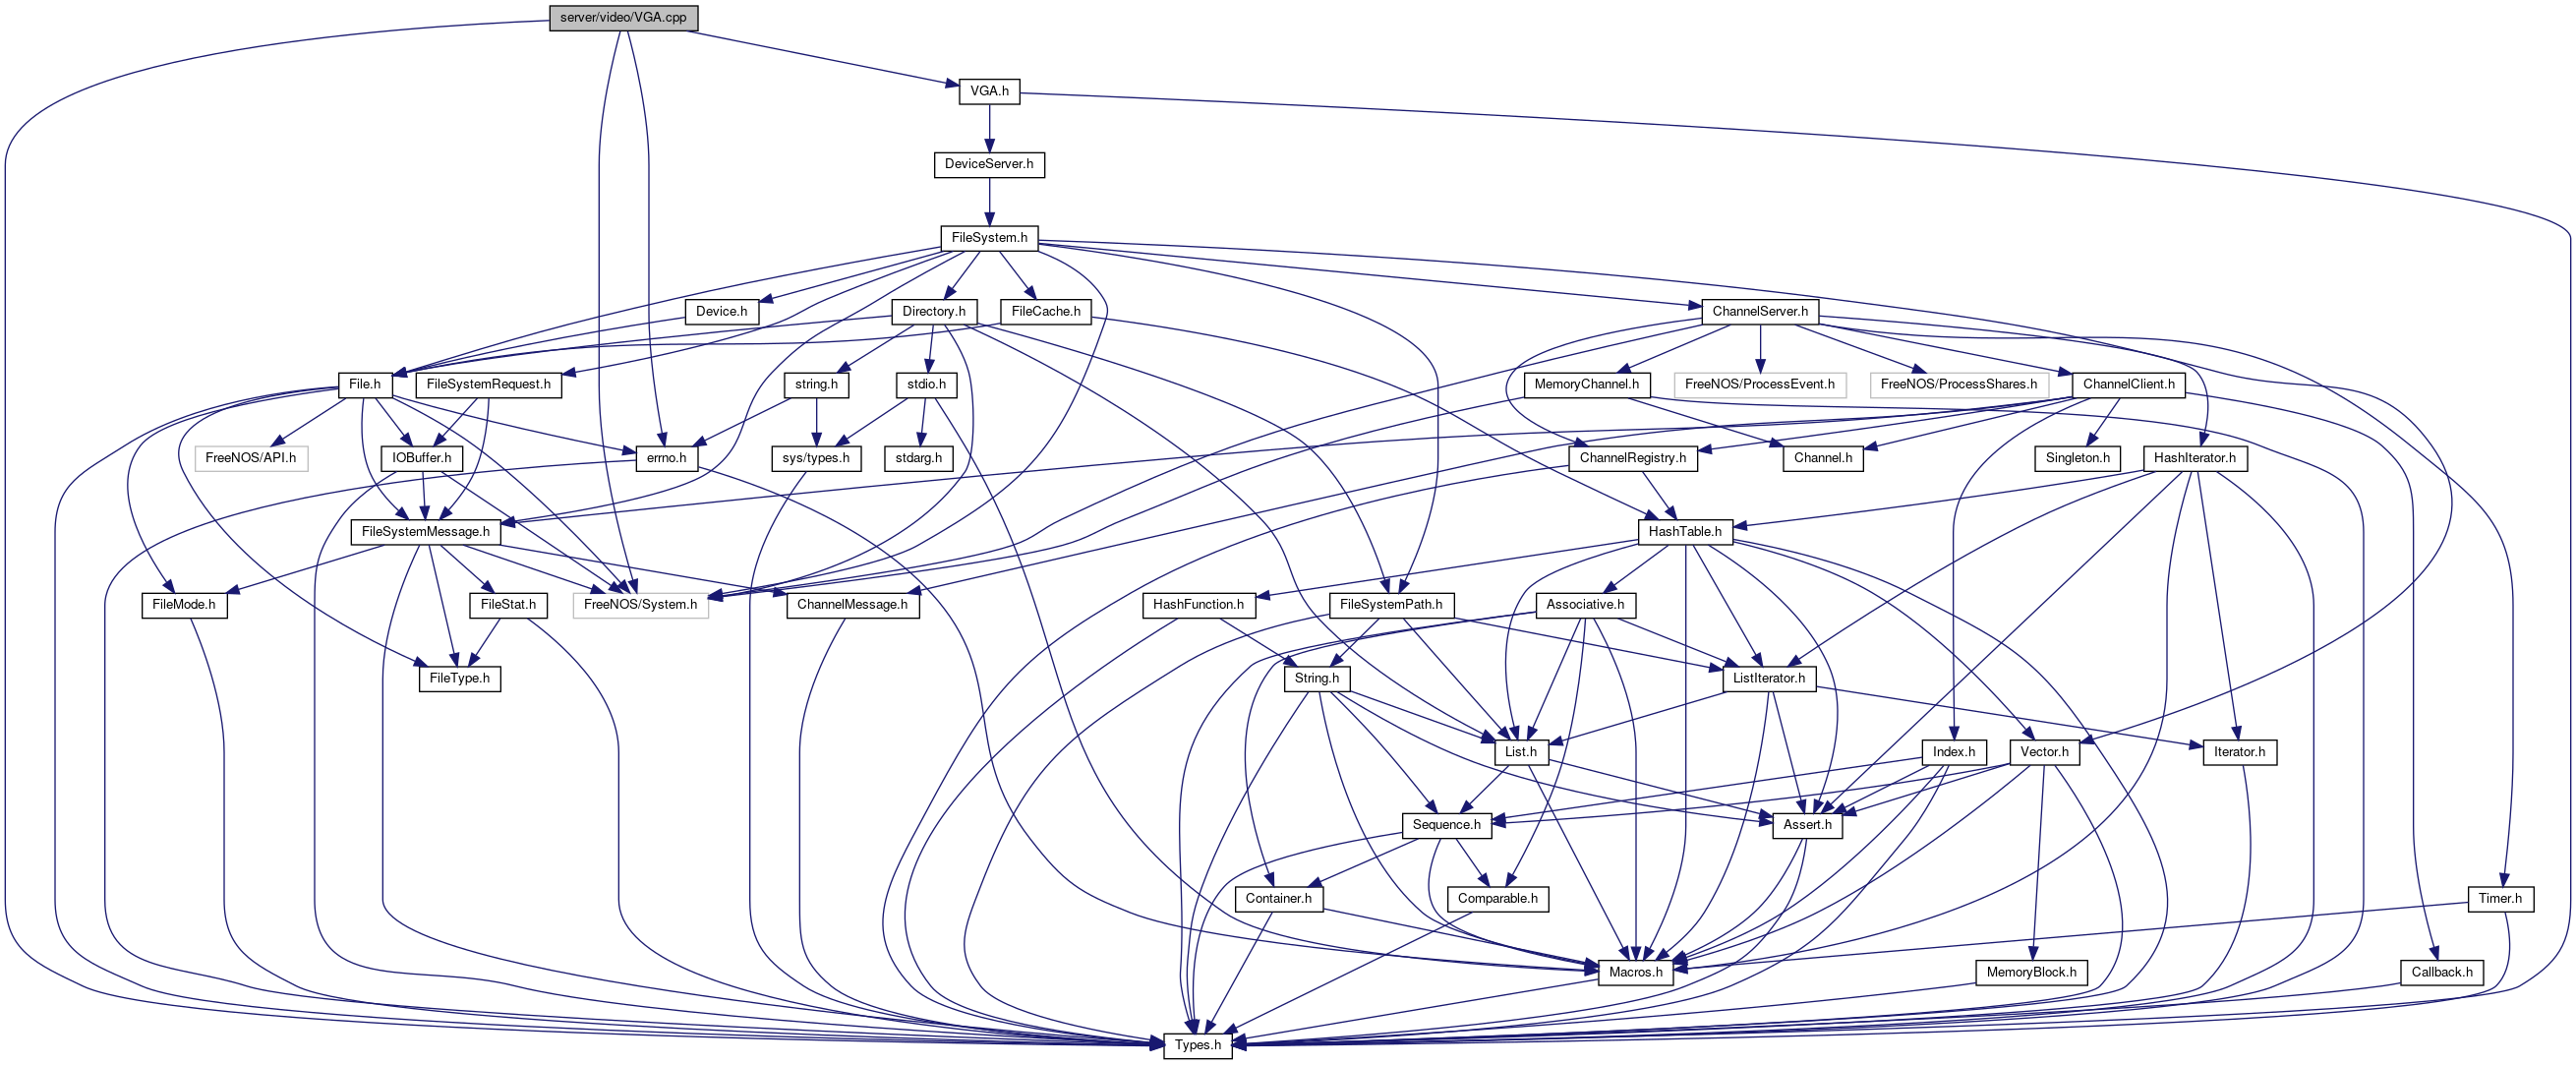 server/video/VGA.cpp
VGA.h
DeviceServer.h
FileSystem.h
Device.h
Directory.h
FileCache.h
ChannelServer.h
File.h
FileSystemRequest.h
string.h
stdio.h
MemoryChannel.h
FreeNOS/ProcessEvent.h
FreeNOS/ProcessShares.h
ChannelClient.h
FreeNOS/API.h
IOBuffer.h
errno.h
sys/types.h
stdarg.h
ChannelRegistry.h
Channel.h
Singleton.h
HashIterator.h
FileSystemMessage.h
HashTable.h
FileMode.h
FileStat.h
FreeNOS/System.h
ChannelMessage.h
HashFunction.h
FileSystemPath.h
Associative.h
FileType.h
String.h
ListIterator.h
List.h
Index.h
Vector.h
Iterator.h
Sequence.h
Assert.h
Container.h
Comparable.h
Timer.h
Macros.h
MemoryBlock.h
Callback.h
Types.h